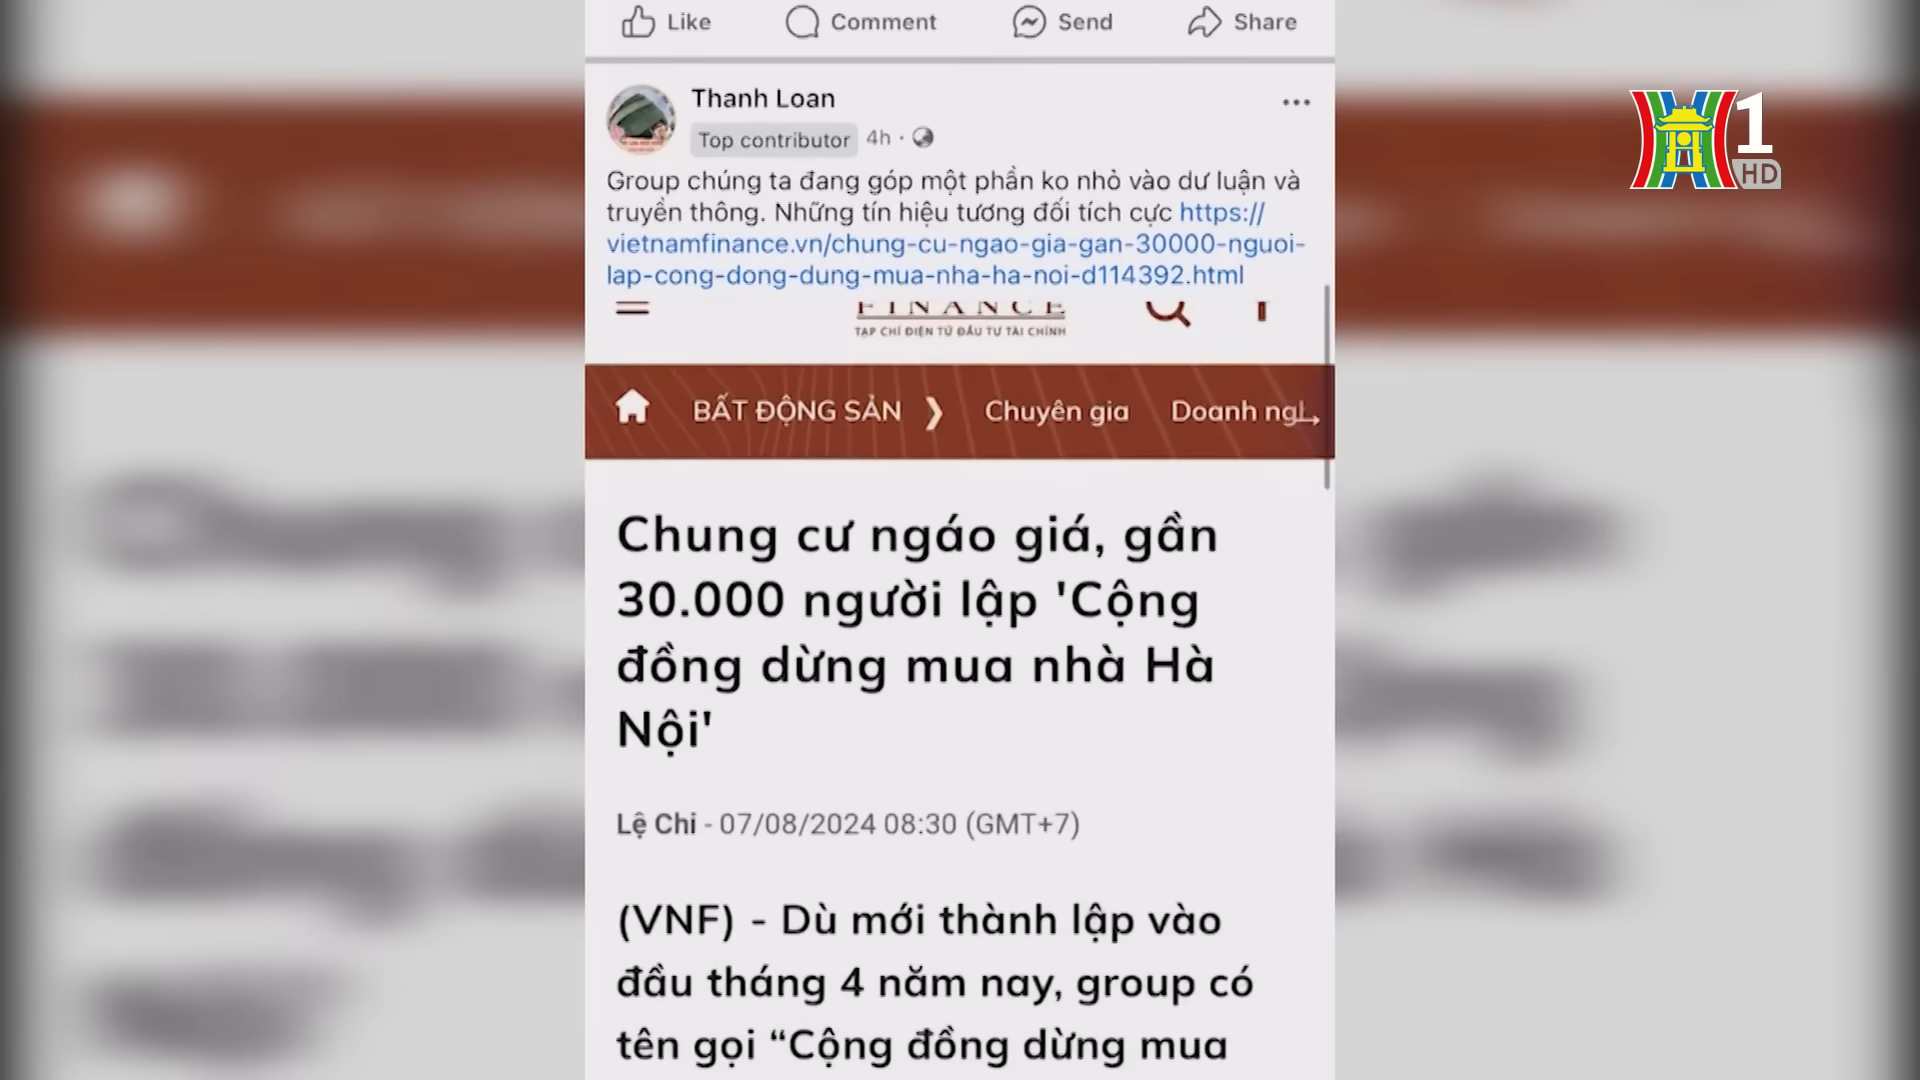 Like Comment Send Share
Thanh Loan
Top contributor 4h ·
Group chúng ta đang góp một phần ko nhỏ vào dư luận và
truyền thông. Những tín hiệu tương đối tích cực https://
vietnamfinance.vn/chung-cu-ngao-gia-gan-30000-nguoi-
lap-cong-dong-dung-mua-nha-ha-noi-d114392.html
FINANCE
TẠP CHÍ ĐIỆN TỬ ĐẦU TƯ TÀI CHÍNH
BẤT ĐỘNG SẢN ❯ Chuyên gia Doanh
Chung cư ngáo giá, gần
30.000 người lập 'Cộng
đồng dừng mua nhà Hà
Nội'
Lệ Chi - 07/08/2024 08:30 (GMT+7)
(VNF) - Dù mới thành lập vào
đầu tháng 4 năm nay, group có
tên gọi “Cộng đồng dừng mua
H 1
HD